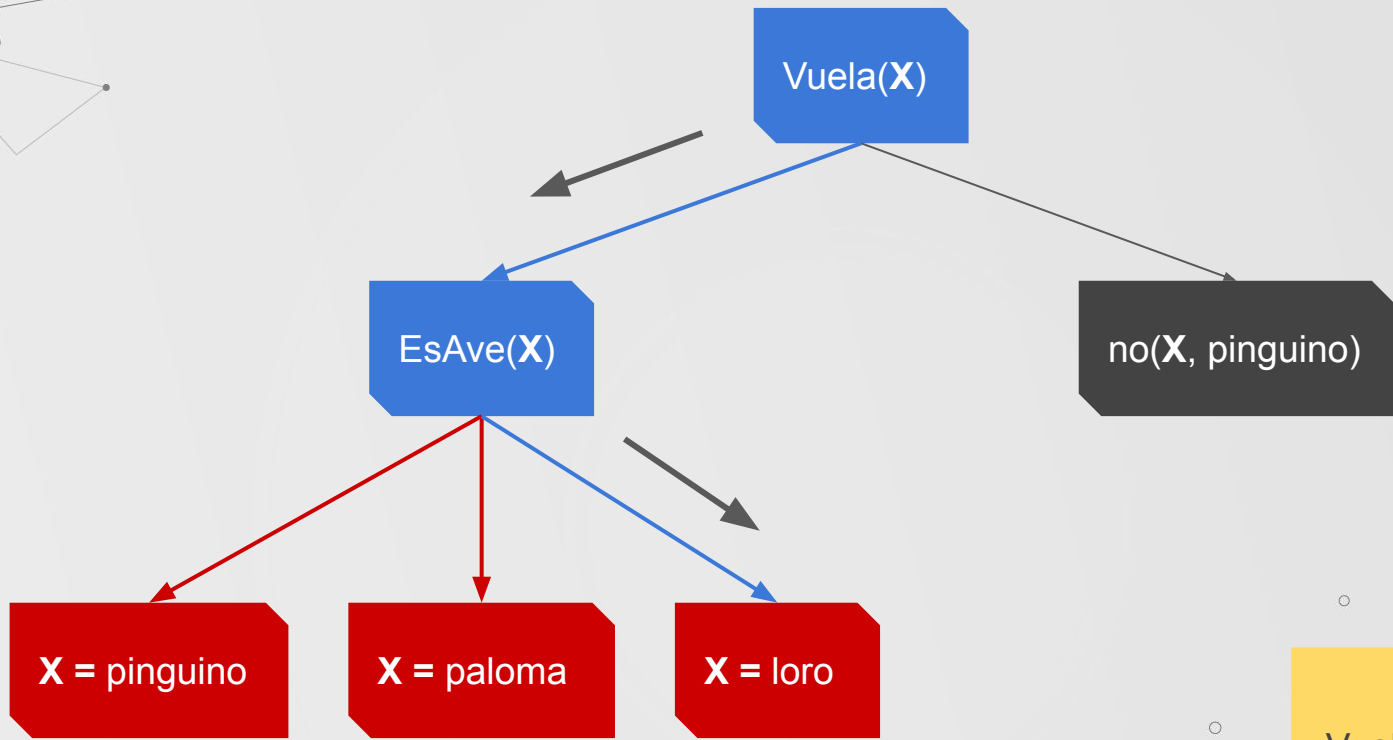 Vuela(X)
EsAve(X)
no(X, pinguino)
X = pinguino
X = paloma
X = loro